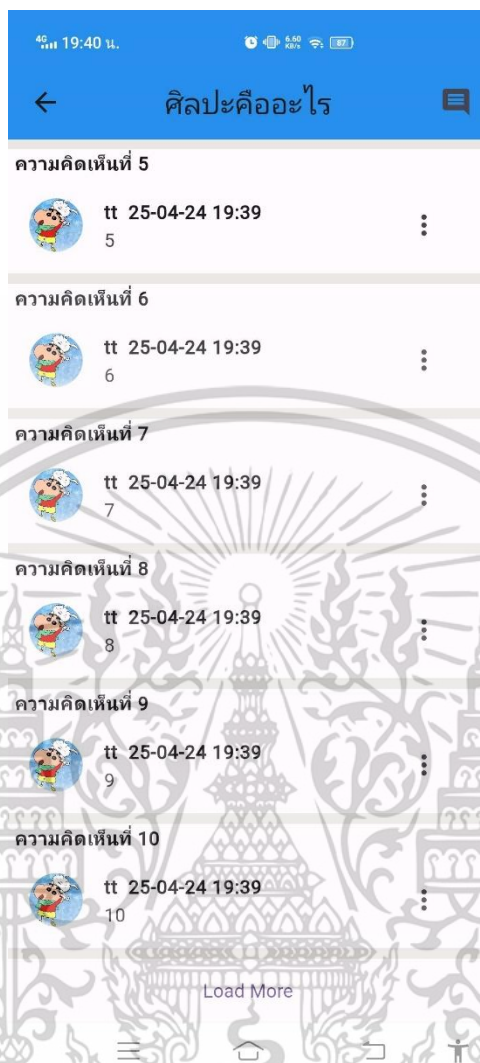 4G 19:40 น. 6.60 KB/s 87
ศิลปะคืออะไร
ความคิดเห็นที่ 5
tt 25-04-24 19:39
5
ความคิดเห็นที่ 6
tt 25-04-24 19:39
6
ความคิดเห็นที่ 7
tt 25-04-24 19:39
7
ความคิดเห็นที่ 8
tt 25-04-24 19:39
8
ความคิดเห็นที่ 9
tt 25-04-24 19:39
9
ความคิดเห็นที่ 10
tt 25-04-24 19:39
10
Load More